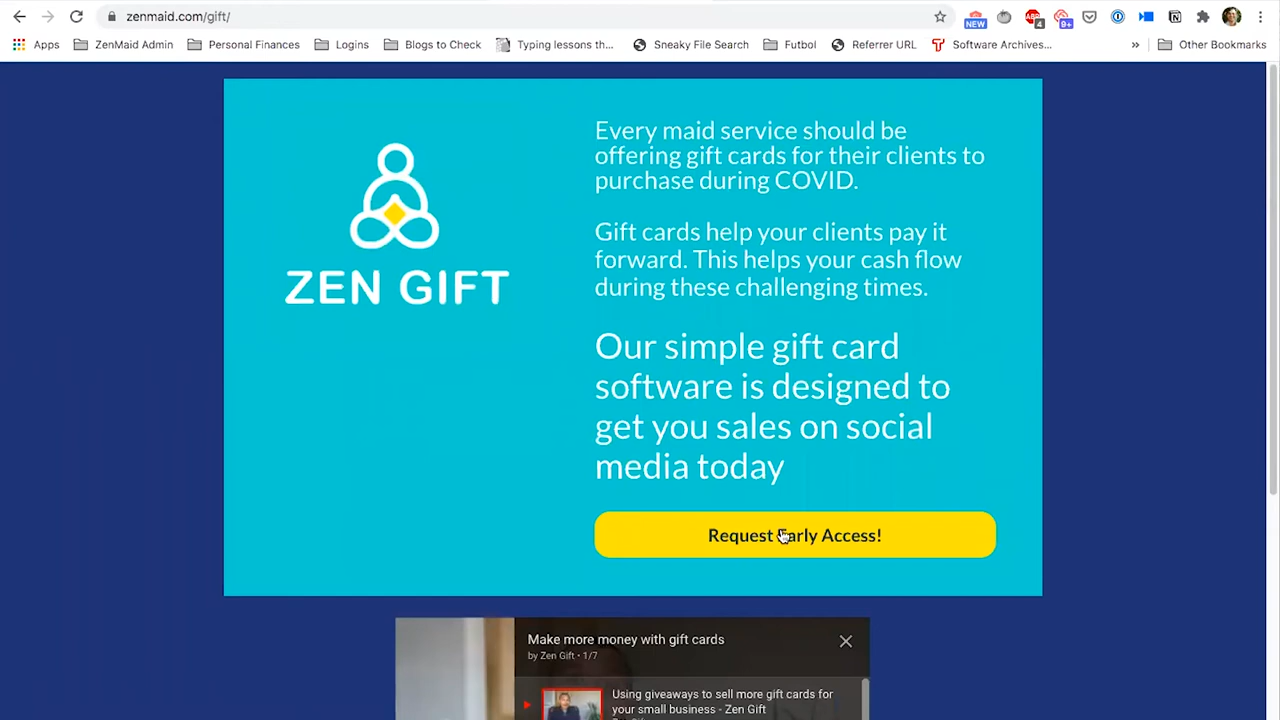 zenmaid.com/gift/
NEW
ABP
4
9+
Apps
ZenMaid Admin
Personal Finances
Logins
Blogs to Check
Typing lessons th...
Sneaky File Search
Futbol
Referrer URL
Software Archives...
»
Other Bookmarks
Every maid service should be
offering gift cards for their clients to
purchase during COVID.
Gift cards help your clients pay it
forward. This helps your cash flow
during these challenging times.
ZEN GIFT
Our simple gift card
software is designed to
get you sales on social
media today
Request Early Access!
Make more money with gift cards
by Zen Gift • 1/7
Using giveaways to sell more gift cards for
your small business - Zen Gift